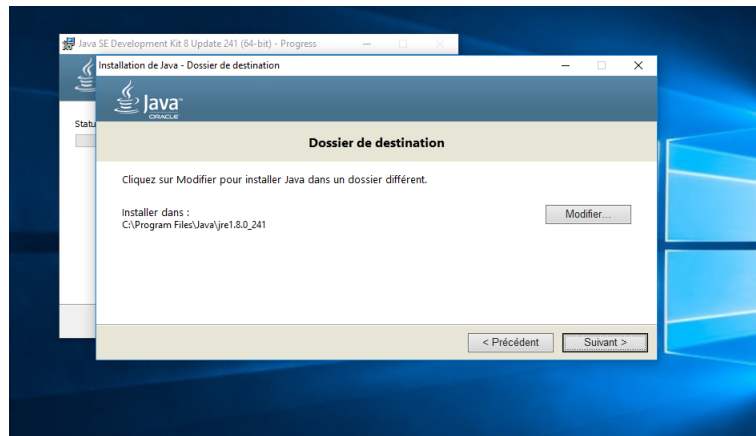 Java SE Development Kit 8 Update 241 (64-bit) - Progress
Installation de Java - Dossier de destination
Java
ORACLE
Statu
Dossier de destination
Cliquez sur Modifier pour installer Java dans un dossier différent.
Installer dans :
C:\Program Files\Java\jre1.8.0_241
Modifier...
< Précédent
Suivant >